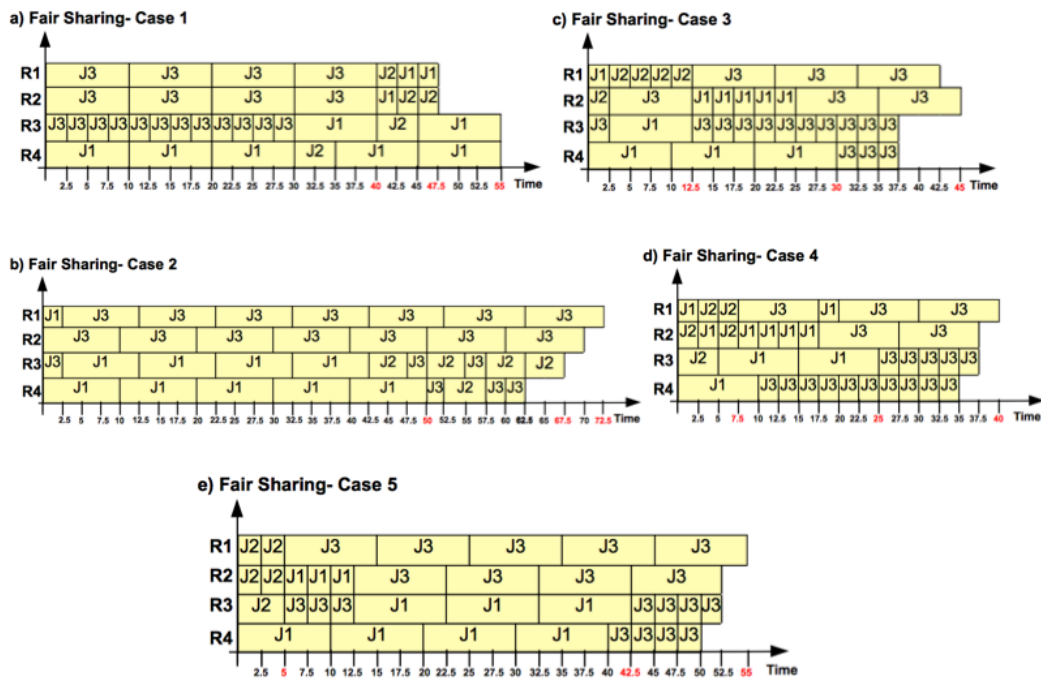 a) Fair Sharing- Case 1
R1 J3 J3 J3 J3 J2 J1 J1
R2 J3 J3 J3 J3 J1 J2 J2
R3 J3 J3 J3 J3 J3 J3 J3 J3 J3 J3 J3 J3 J1 J2 J1
R4 J1 J1 J1 J2 J1 J1
2.5 5 7.5 10 12.5 15 17.5 20 22.5 25 27.5 30 32.5 35 37.5 40 42.5 45 47.5 50 52.5 55 Time
c) Fair Sharing- Case 3
R1 J1 J2 J2 J2 J2 J3 J3 J3
R2 J2 J3 J1 J1 J1 J1 J1 J3 J3
R3 J3 J1 J3 J3 J3 J3 J3 J3 J3 J3 J3 J3
R4 J1 J1 J1 J3 J3 J3
2.5 5 7.5 10 12.5 15 17.5 20 22.5 25 27.5 30 32.5 35 37.5 40 42.5 45 Time
b) Fair Sharing- Case 2
R1 J1 J3 J3 J3 J3 J3 J3 J3
R2 J3 J3 J3 J3 J3 J3 J3
R3 J3 J1 J1 J1 J1 J2 J3 J2 J3 J2 J2
R4 J1 J1 J1 J1 J1 J3 J2 J3 J3
2.5 5 7.5 10 12.5 15 17.5 20 22.5 25 27.5 30 32.5 35 37.5 40 42.5 45 47.5 50 52.5 55 57.5 60 62.5 65 67.5 70 72.5 Time
d) Fair Sharing- Case 4
R1 J1 J2 J2 J3 J1 J3 J3
R2 J2 J1 J2 J1 J1 J1 J1 J3 J3
R3 J2 J1 J1 J3 J3 J3 J3 J3
R4 J1 J3 J3 J3 J3 J3 J3 J3 J3 J3 J3
2.5 5 7.5 10 12.5 15 17.5 20 22.5 25 27.5 30 32.5 35 37.5 40 Time
e) Fair Sharing- Case 5
R1 J2 J2 J3 J3 J3 J3 J3
R2 J2 J2 J1 J1 J1 J3 J3 J3 J3
R3 J2 J3 J3 J3 J1 J1 J1 J3 J3 J3 J3
R4 J1 J1 J1 J1 J3 J3 J3 J3
2.5 5 7.5 10 12.5 15 17.5 20 22.5 25 27.5 30 32.5 35 37.5 40 42.5 45 47.5 50 52.5 55 Time